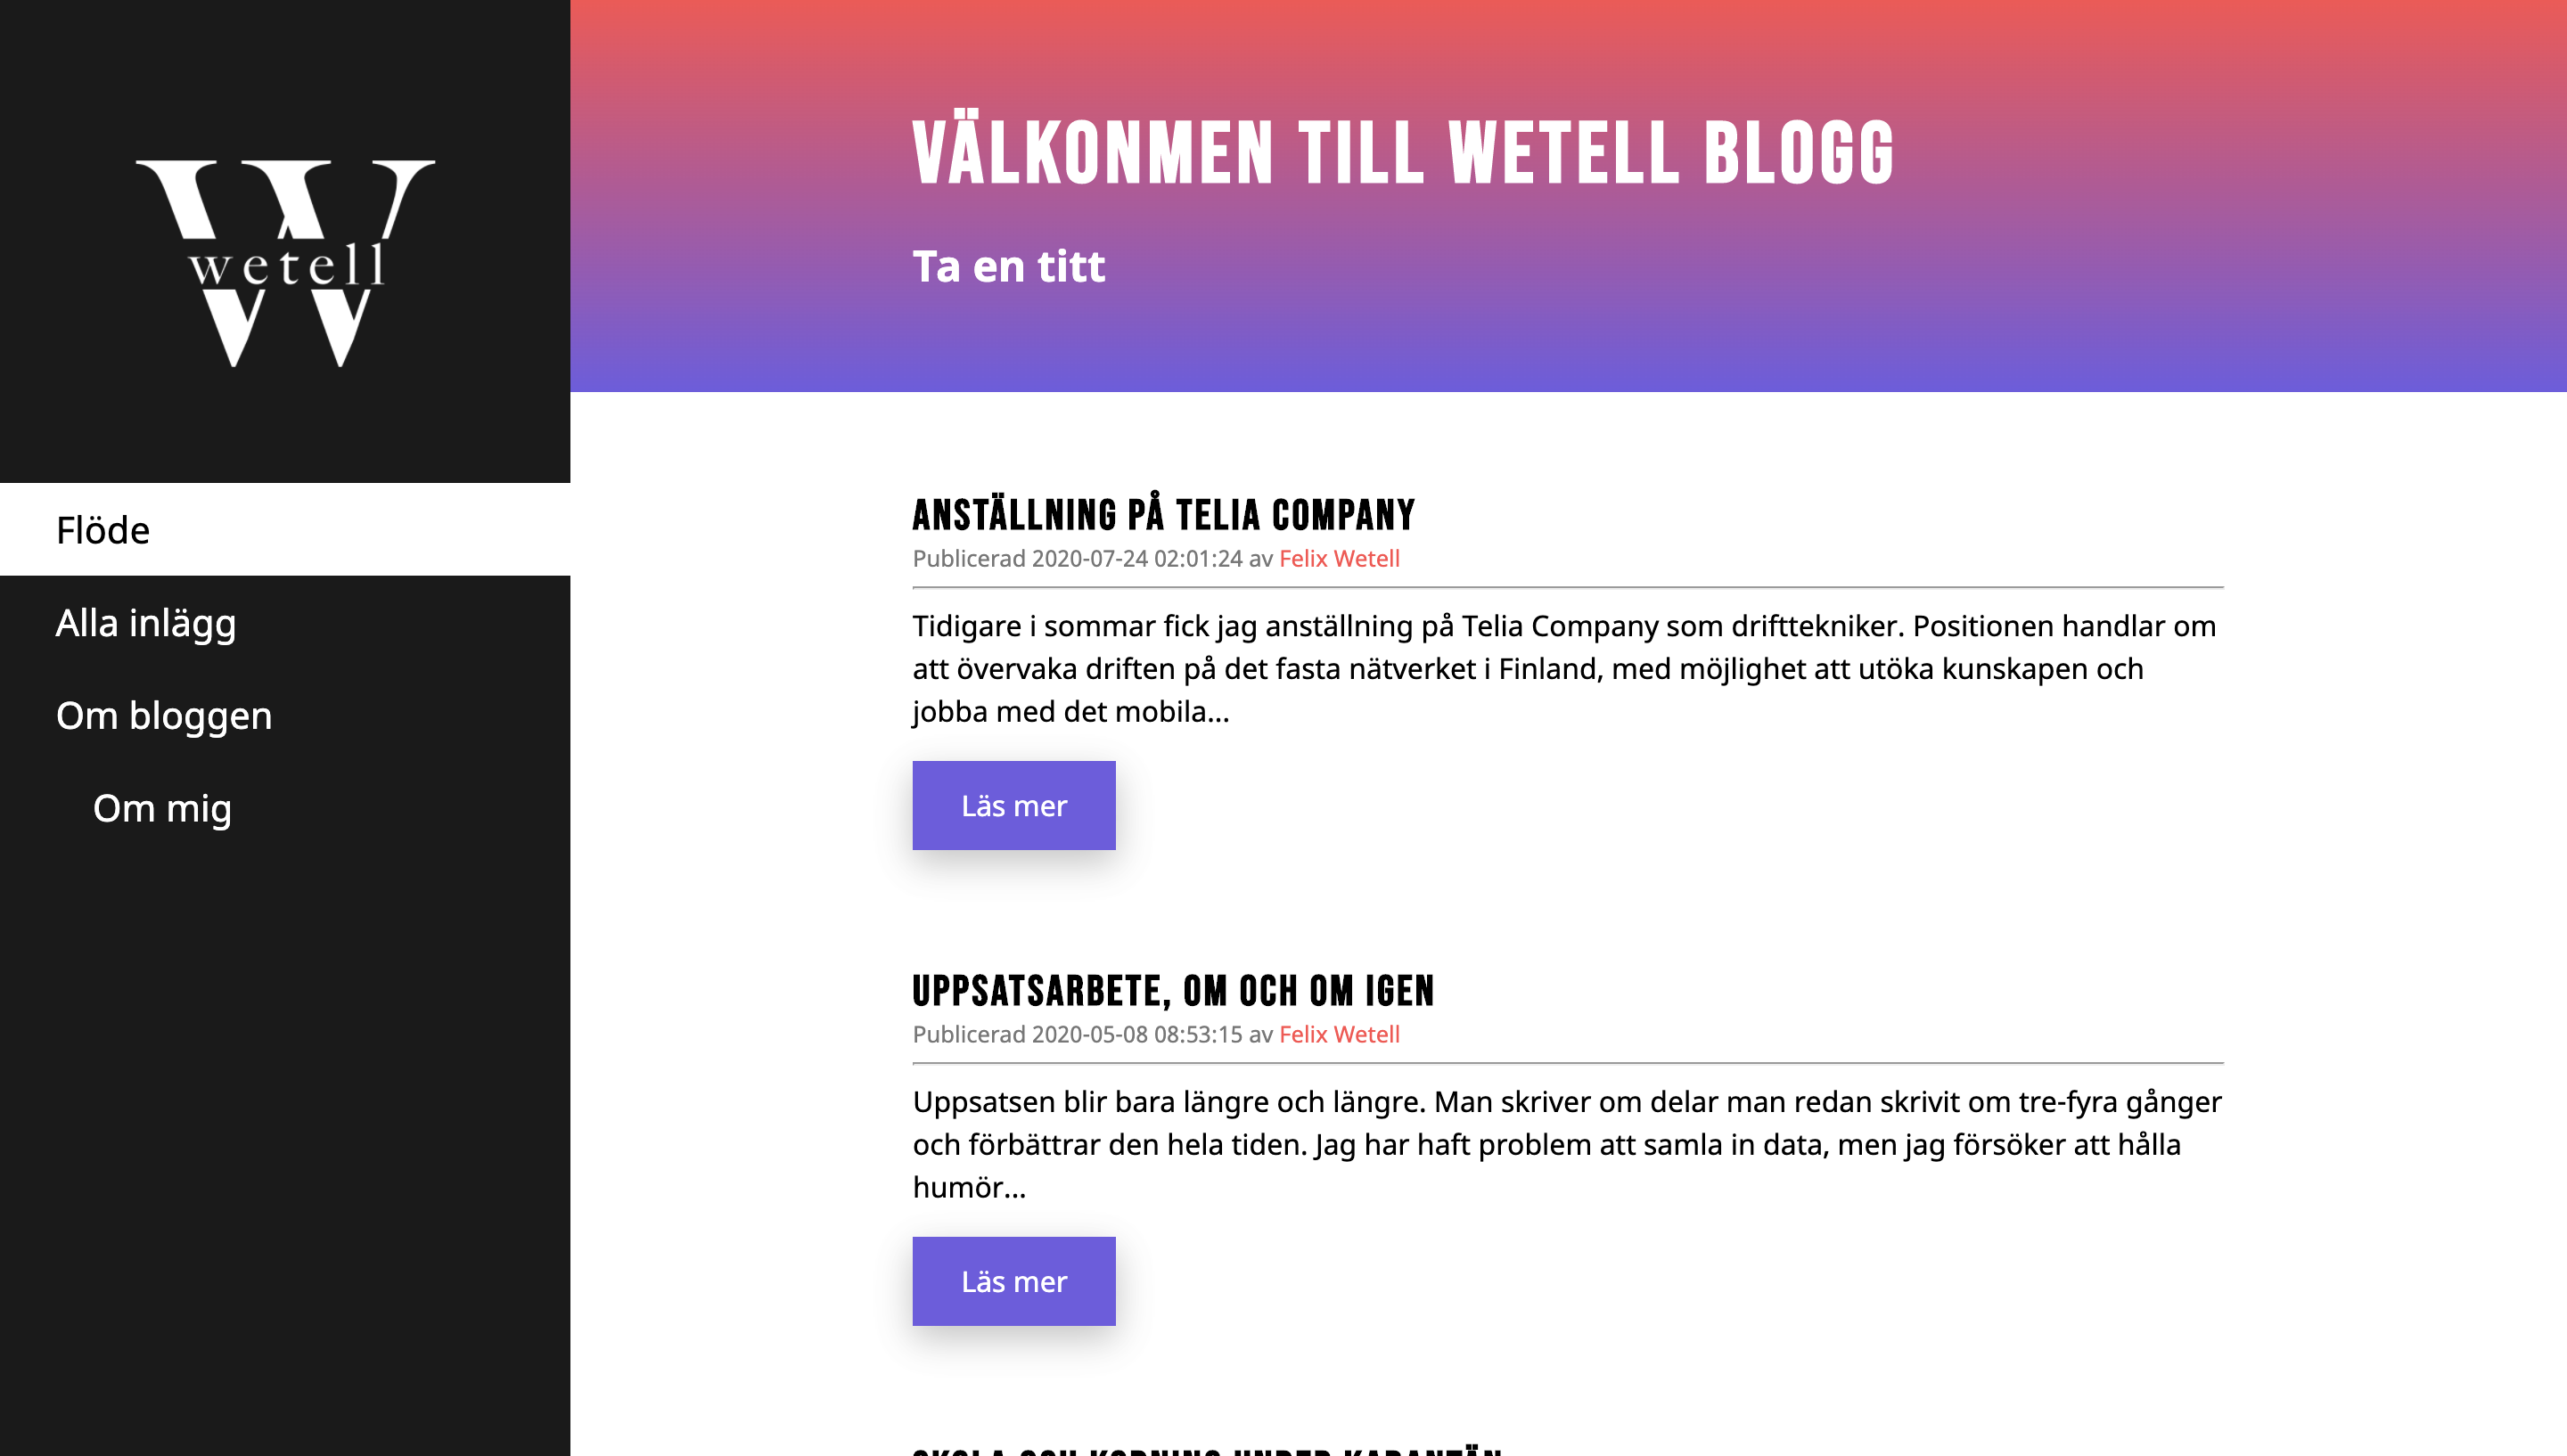 wetell
Flöde
Alla inlägg
Om bloggen
Om mig
VÄLKONMEN TILL WETELL BLOGG
Ta en titt
ANSTÄLLNING PÅ TELIA COMPANY
Publicerad 2020-07-24 02:01:24 av Felix Wetell
Tidigare i sommar fick jag anställning på Telia Company som drifttekniker. Positionen handlar om
att övervaka driften på det fasta nätverket i Finland, med möjlighet att utöka kunskapen och
jobba med det mobila...
Läs mer
UPPSATSARBETE, OM OCH OM IGEN
Publicerad 2020-05-08 08:53:15 av Felix Wetell
Uppsatsen blir bara längre och längre. Man skriver om delar man redan skrivit om tre-fyra gånger
och förbättrar den hela tiden. Jag har haft problem att samla in data, men jag försöker att hålla
humör...
Läs mer